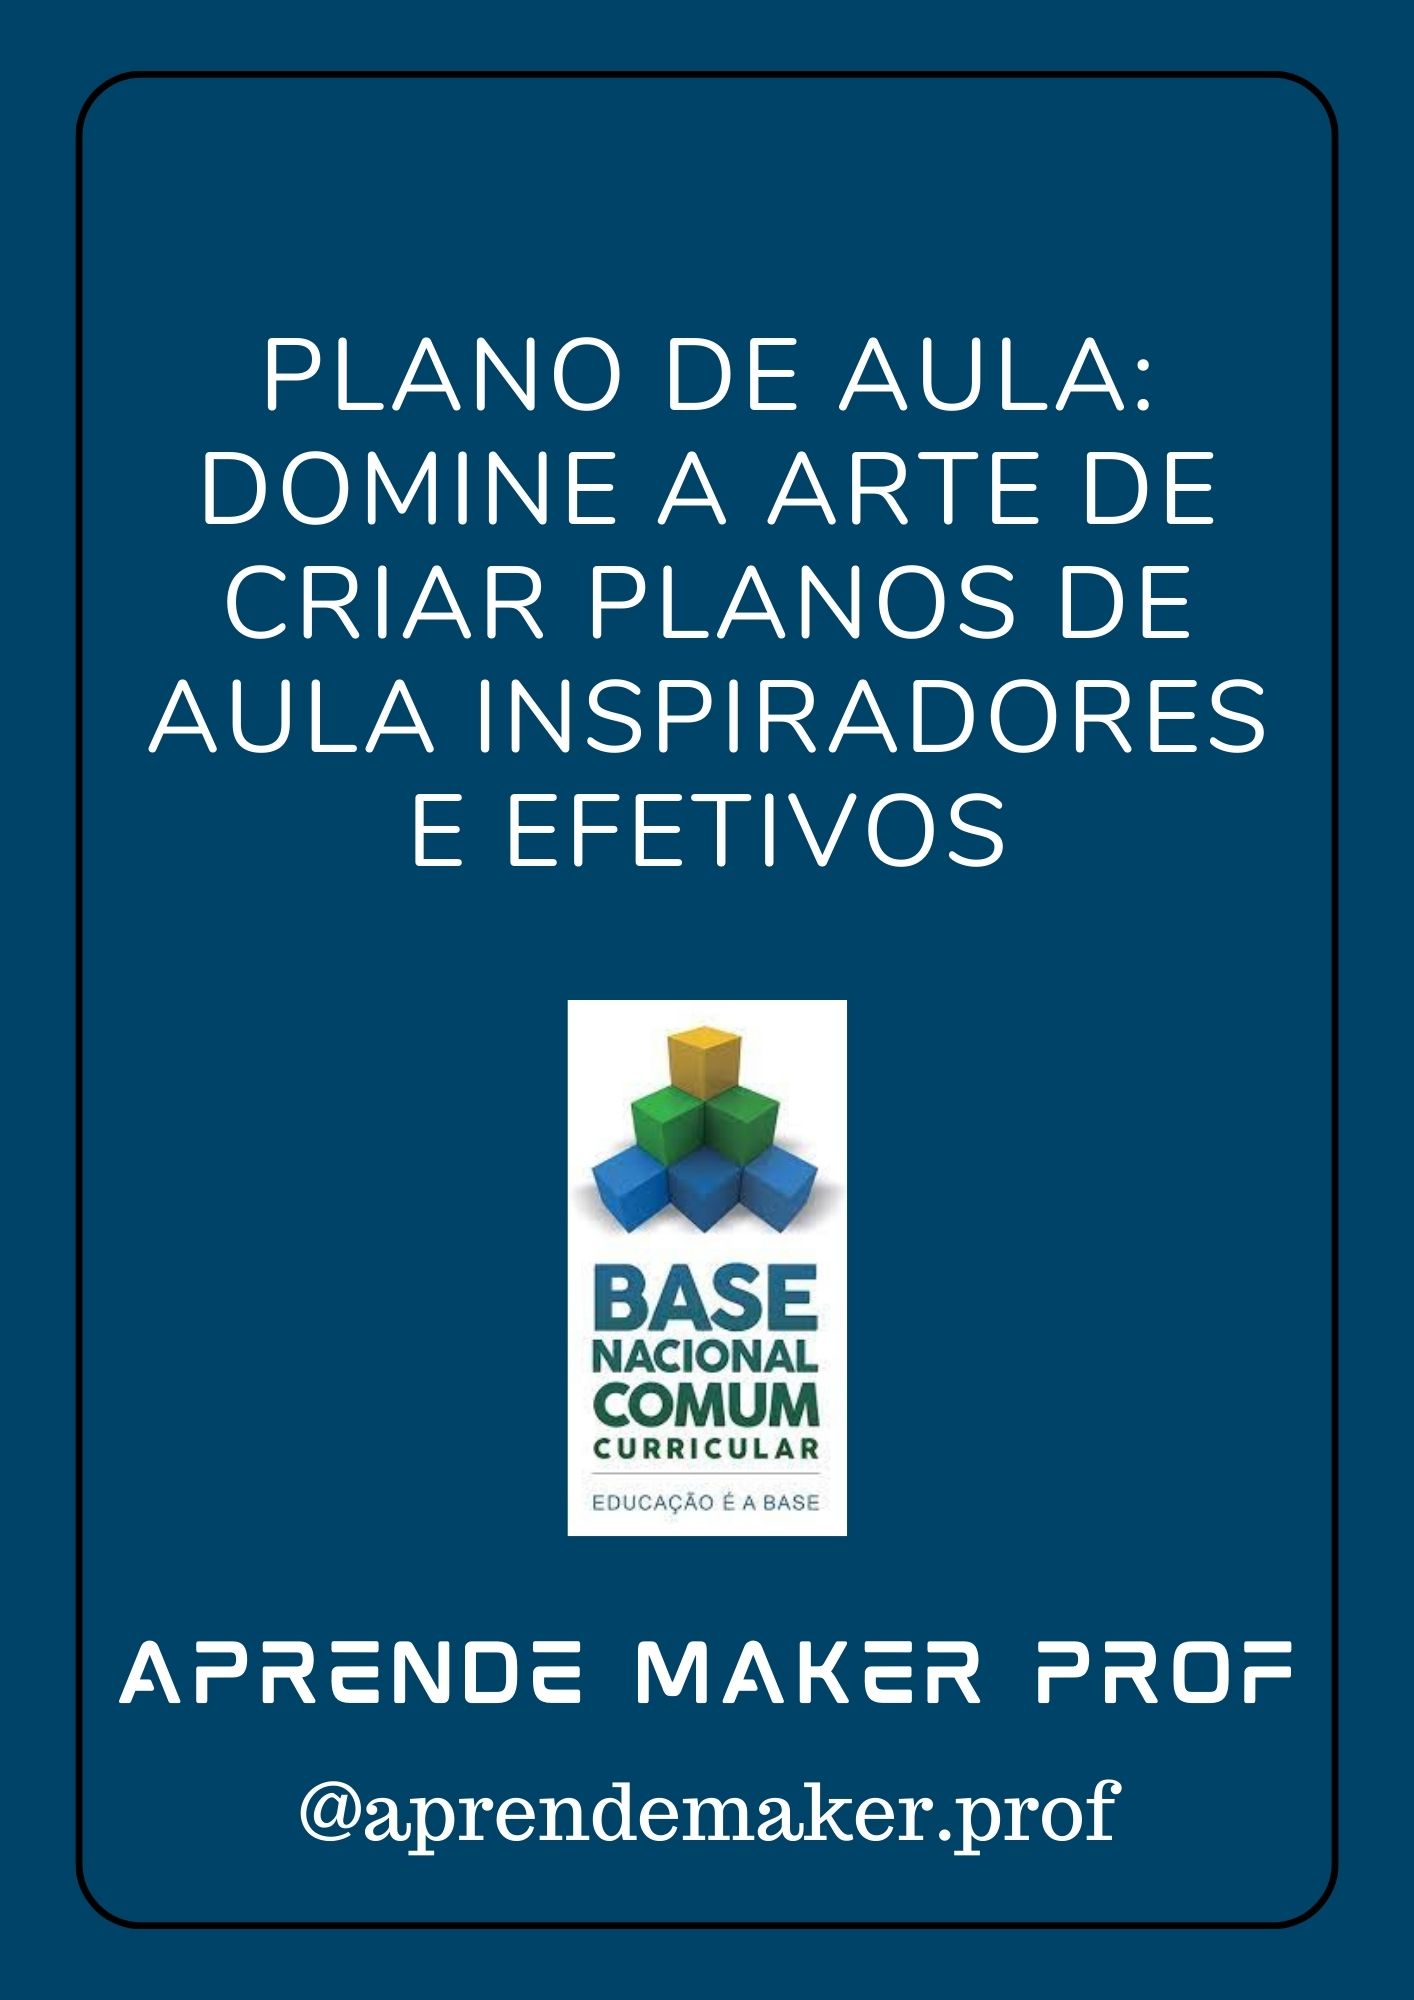 PLANO DE AULA:
DOMINE A ARTE DE
CRIAR PLANOS DE
AULA INSPIRADORES
E EFETIVOS
BASE
NACIONAL
COMUM
CURRICULAR
EDUCAÇÃO É A BASE
APRENDE MAKER PROF
@aprendemaker.prof